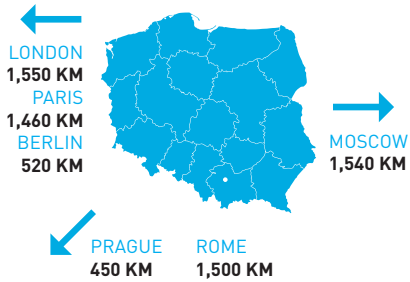 LONDON
1,550 KM
PARIS
1,460 KM
BERLIN
520 KM
MOSCOW
1,540 KM
PRAGUE
450 KM
ROME
1,500 KM